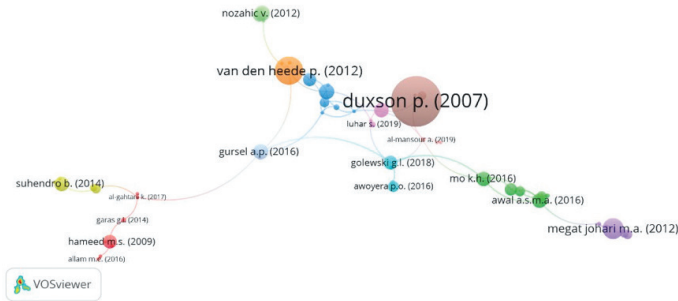 nozahic v. (2012)
van den heede p. (2012)
duxson p. (2007)
luhar s. (2019)
al-mansour a. (2019)
gursel a.p. (2016)
golewski g.l. (2018)
awoyera p.o. (2016)
mo k.h. (2016)
suhendro b. (2014)
al-gahtani k. (2017)
awal a.s.m.a. (2016)
garas g.l. (2014)
hameed m.s. (2009)
megat johari m.a. (2012)
allam m.e. (2016)
VOSviewer